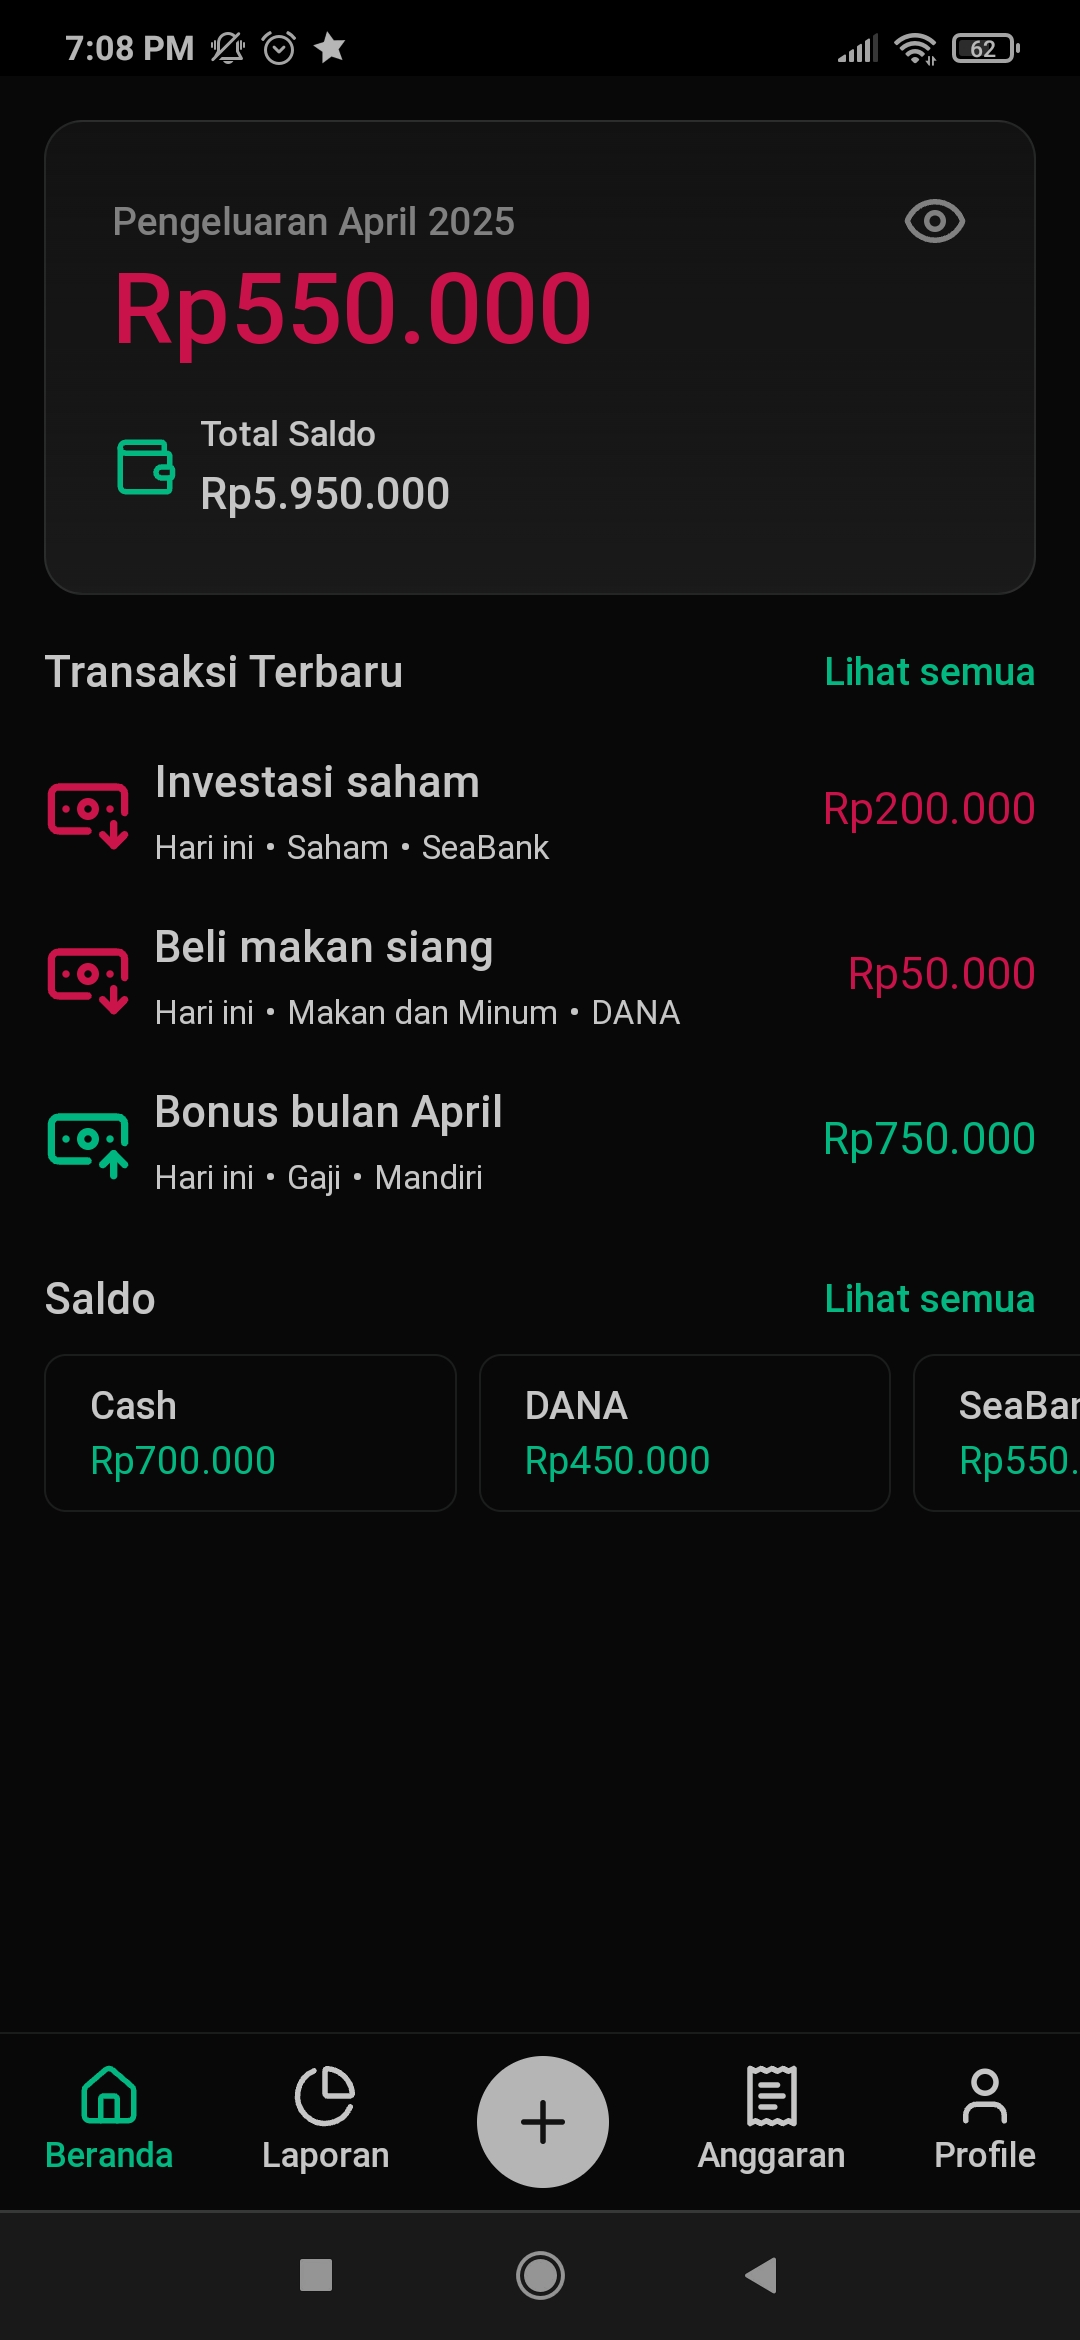 7:08 PM
62
Pengeluaran April 2025
Rp550.000
Total Saldo
Rp5.950.000
Transaksi Terbaru
Lihat semua
Investasi saham
Rp200.000
Hari ini • Saham • SeaBank
Beli makan siang
Rp50.000
Hari ini • Makan dan Minum • DANA
Bonus bulan April
Rp750.000
Hari ini • Gaji • Mandiri
Saldo
Lihat semua
Cash
Rp700.000
DANA
Rp450.000
Rp550.
Beranda
Laporan
Anggaran
Profile